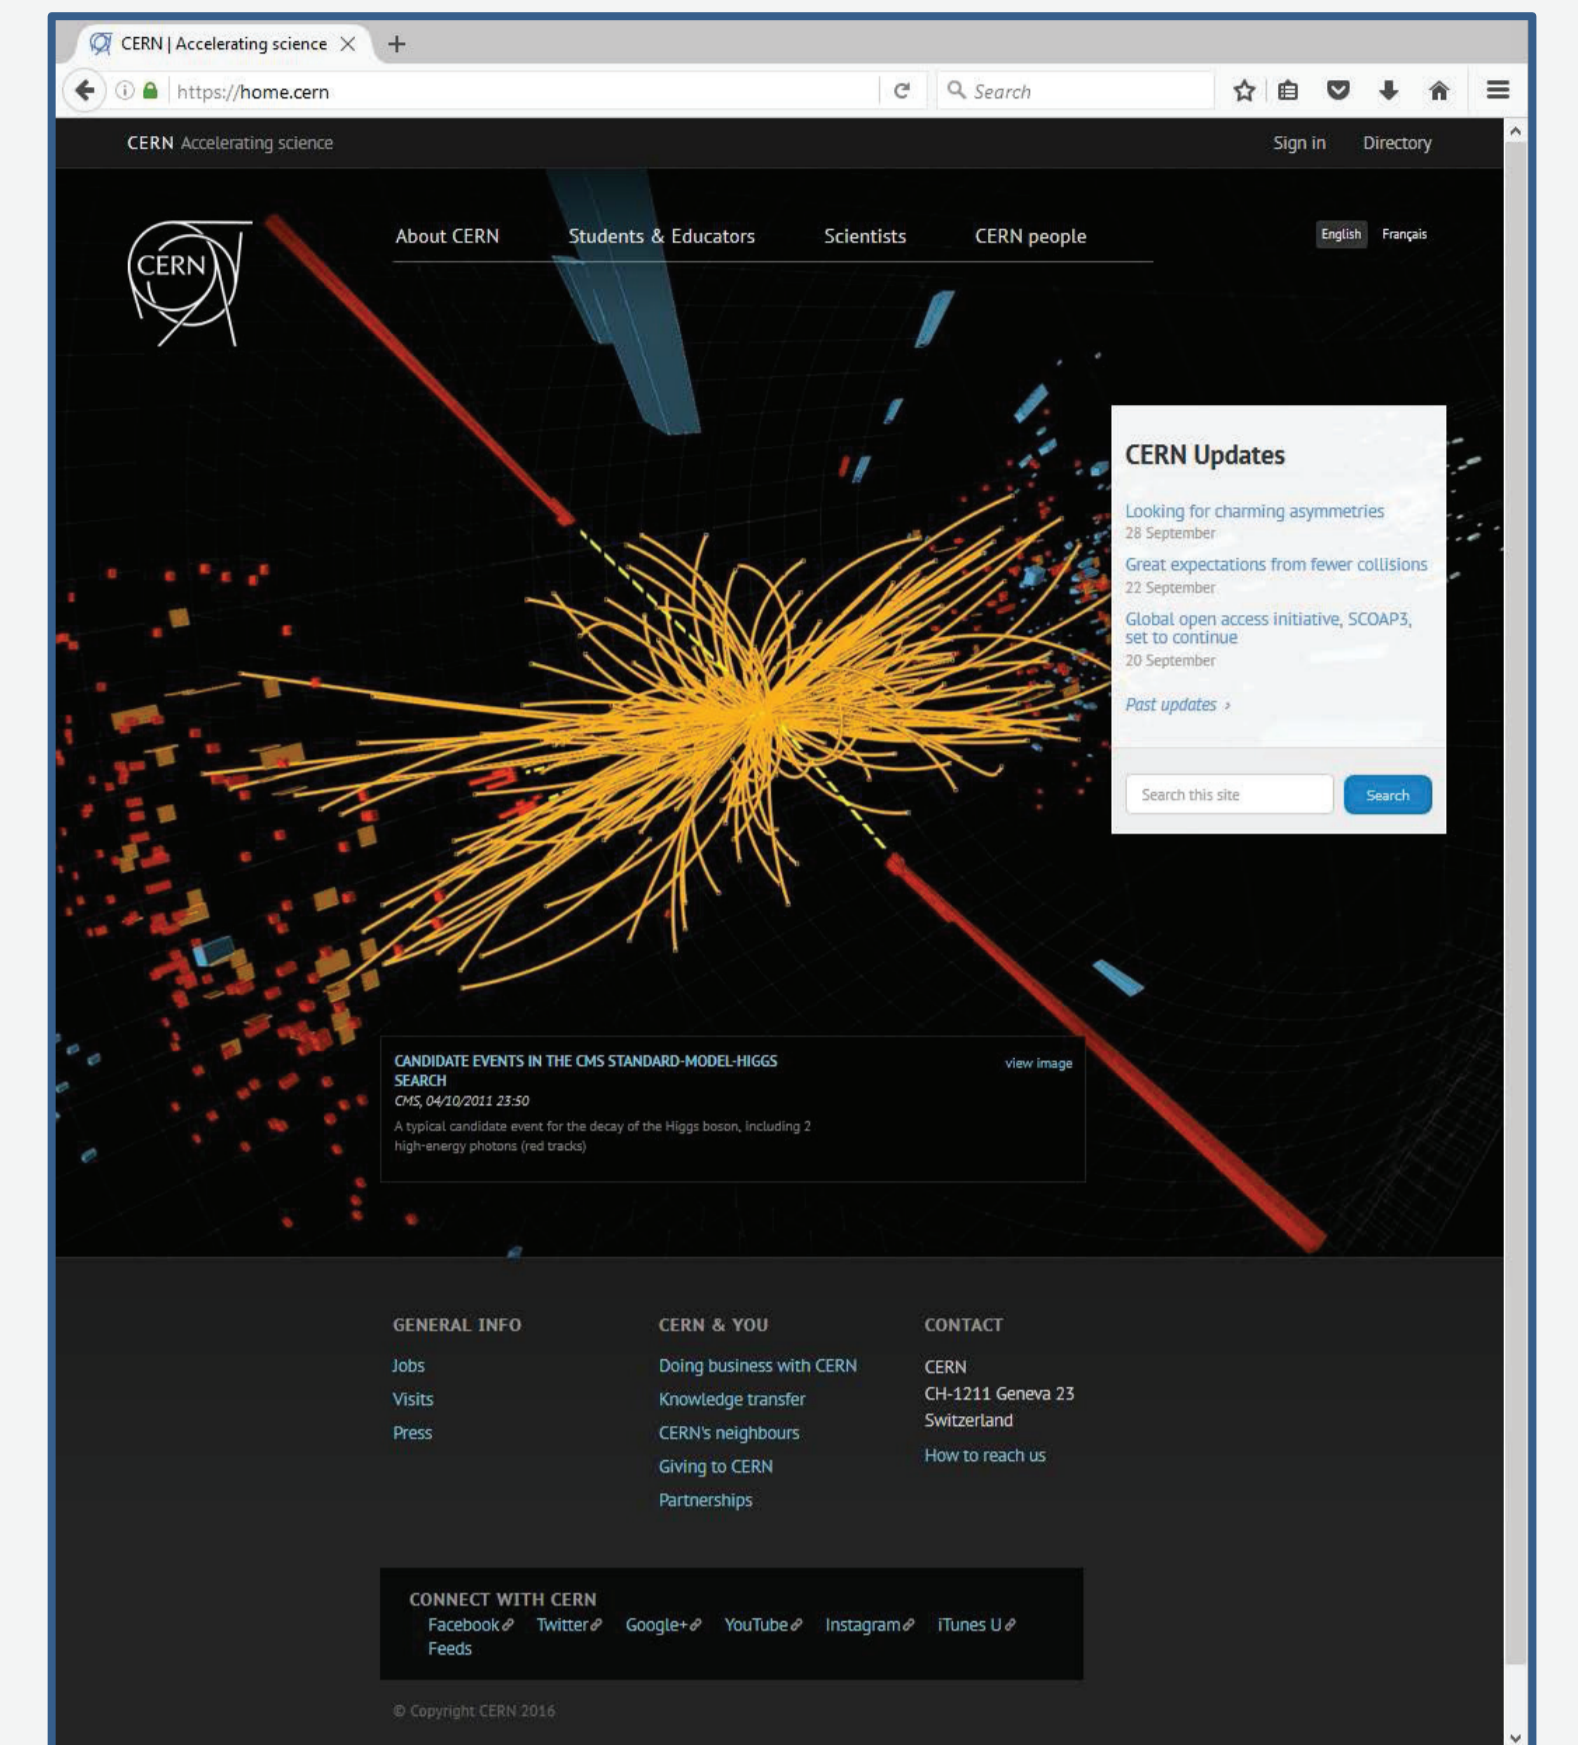 CERN | Accelerating science
https://home.cern
Search
CERN Accelerating science
Sign in
Directory
CERN
About CERN
Students & Educators
Scientists
CERN people
English
Français
CERN Updates
Looking for charming asymmetries
28 September
Great expectations from fewer collisions
22 September
Global open access initiative, SCOAP3,
set to continue
20 September
Past updates ›
Search this site
Search
CANDIDATE EVENTS IN THE CMS STANDARD-MODEL-HIGGS
SEARCH
view image
CMS, 04/10/2011 23:50
A typical candidate event for the decay of the Higgs boson, including 2
high-energy photons (red tracks)
GENERAL INFO
Jobs
Visits
Press
CERN & YOU
Doing business with CERN
Knowledge transfer
CERN's neighbours
Giving to CERN
Partnerships
CONTACT
CERN
CH-1211 Geneva 23
Switzerland
How to reach us
CONNECT WITH CERN
Facebook Twitter Google+ YouTube Instagram iTunes U
Feeds
© Copyright CERN 2016